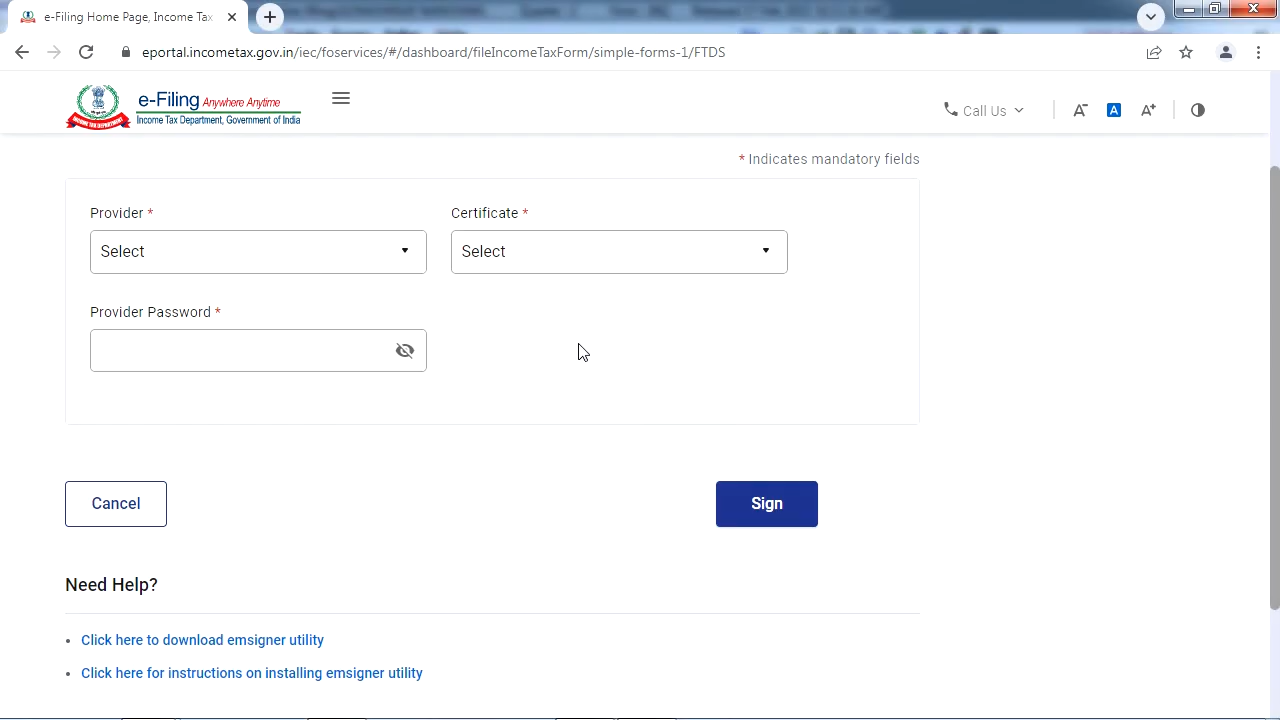 e-Filing Home Page, Income Tax
eportal.incometax.gov.in/iec/foservices/#/dashboard/fileIncomeTaxForm/simple-forms-1/FTDS
e-Filing Anywhere Anytime
Income Tax Department, Government of India
Call Us
A-
A
A+
* Indicates mandatory fields
Provider *
Certificate *
Select
Select
Provider Password *
Cancel
Sign
Need Help?
• Click here to download emsigner utility
• Click here for instructions on installing emsigner utility